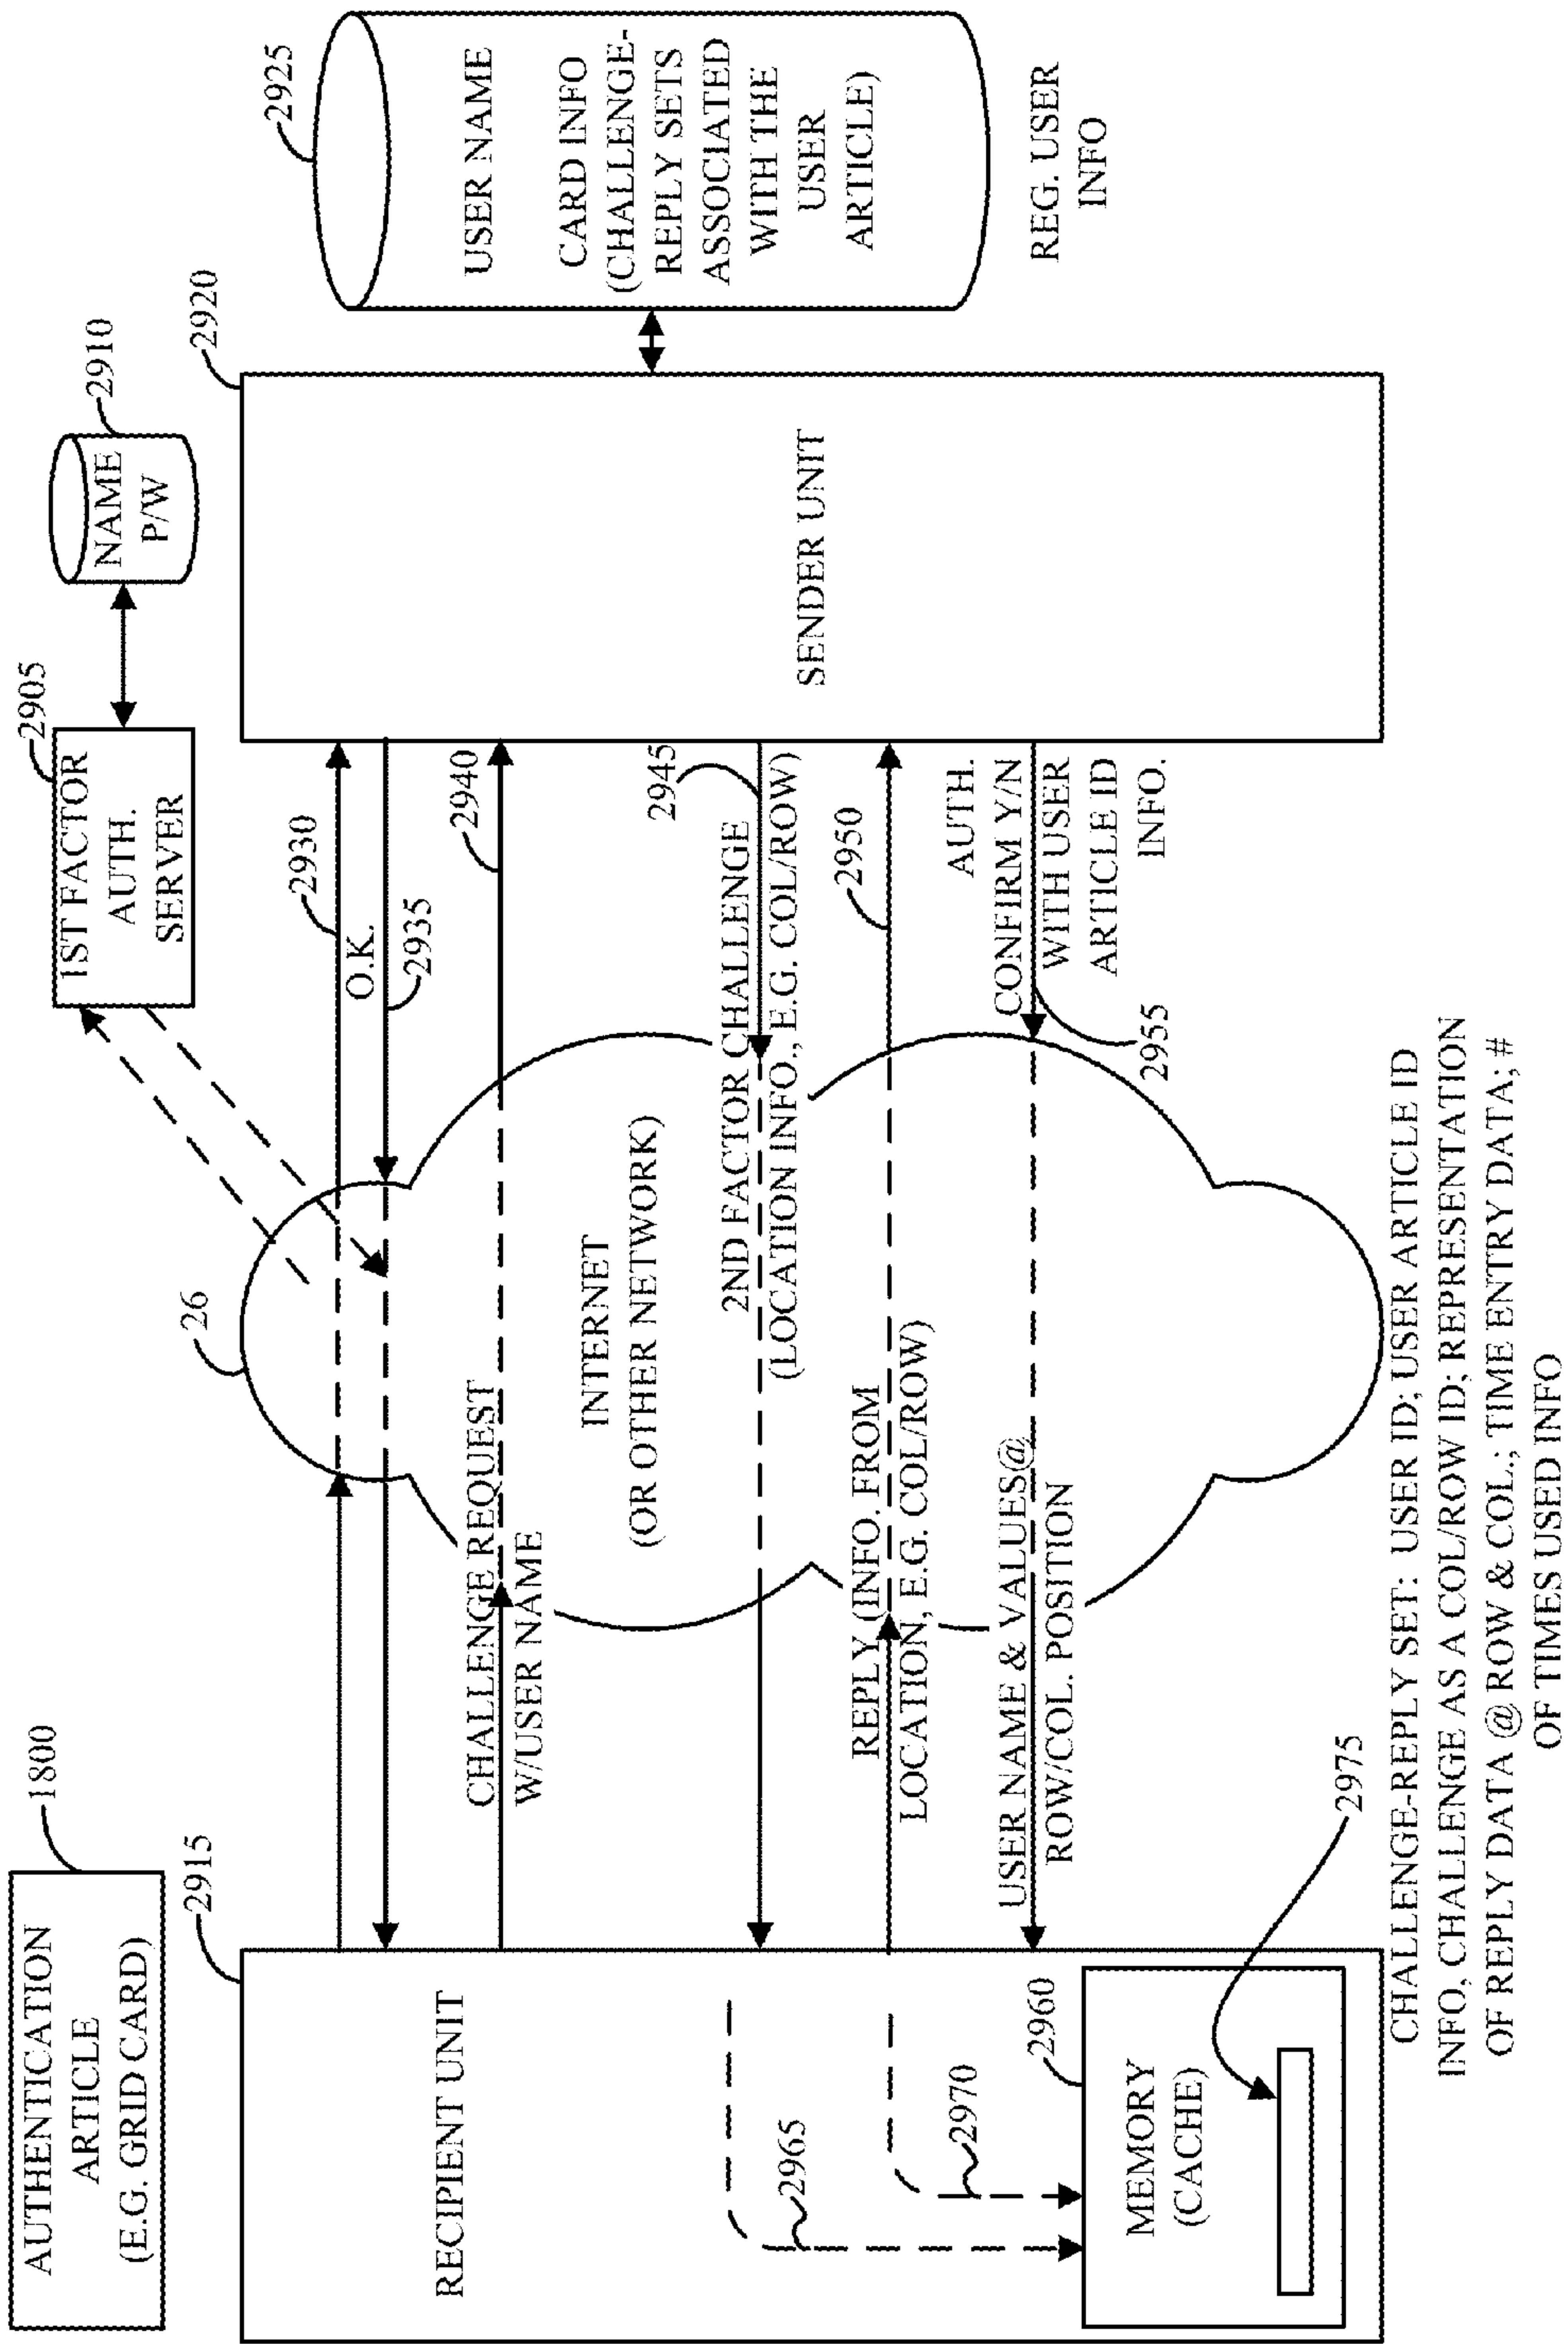 AUTHENTICATION
ARTICLE
(E.G. GRID CARD)
1800
1ST FACTOR
AUTH.
SERVER
2905
NAME
P/W
2910
2915
RECIPIENT UNIT
26
INTERNET
(OR OTHER NETWORK)
2920
SENDER UNIT
2925
USER NAME
CARD INFO
(CHALLENGE-
REPLY SETS
ASSOCIATED
WITH THE
USER
ARTICLE)
REG. USER
INFO
2930
O.K.
2935
CHALLENGE REQUEST
W/USER NAME
2940
2ND FACTOR CHALLENGE
(LOCATION INFO., E.G. COL/ROW)
2945
REPLY (INFO. FROM
LOCATION, E.G. COL/ROW)
2950
USER NAME & VALUES@
ROW/COL. POSITION
AUTH.
CONFIRM Y/N
WITH USER
ARTICLE ID
INFO.
2955
2965
2970
2960
MEMORY
(CACHE)
2975
CHALLENGE-REPLY SET: USER ID; USER ARTICLE ID
INFO, CHALLENGE AS A COL/ROW ID; REPRESENTATION
OF REPLY DATA @ ROW & COL.; TIME ENTRY DATA; #
OF TIMES USED INFO